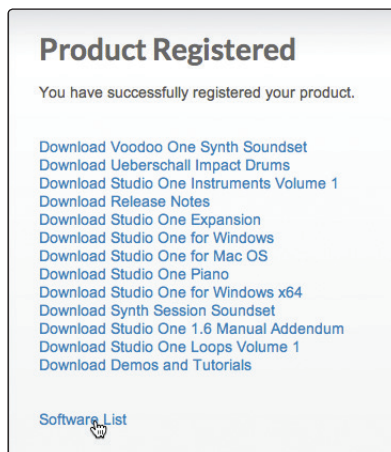 Product Registered
You have successfully registered your product.
Download Voodoo One Synth Soundset
Download Ueberschall Impact Drums
Download Studio One Instruments Volume 1
Download Release Notes
Download Studio One Expansion
Download Studio One for Windows
Download Studio One for Mac OS
Download Studio One Piano
Download Studio One for Windows x64
Download Synth Session Soundset
Download Studio One 1.6 Manual Addendum
Download Studio One Loops Volume 1
Download Demos and Tutorials
Software List